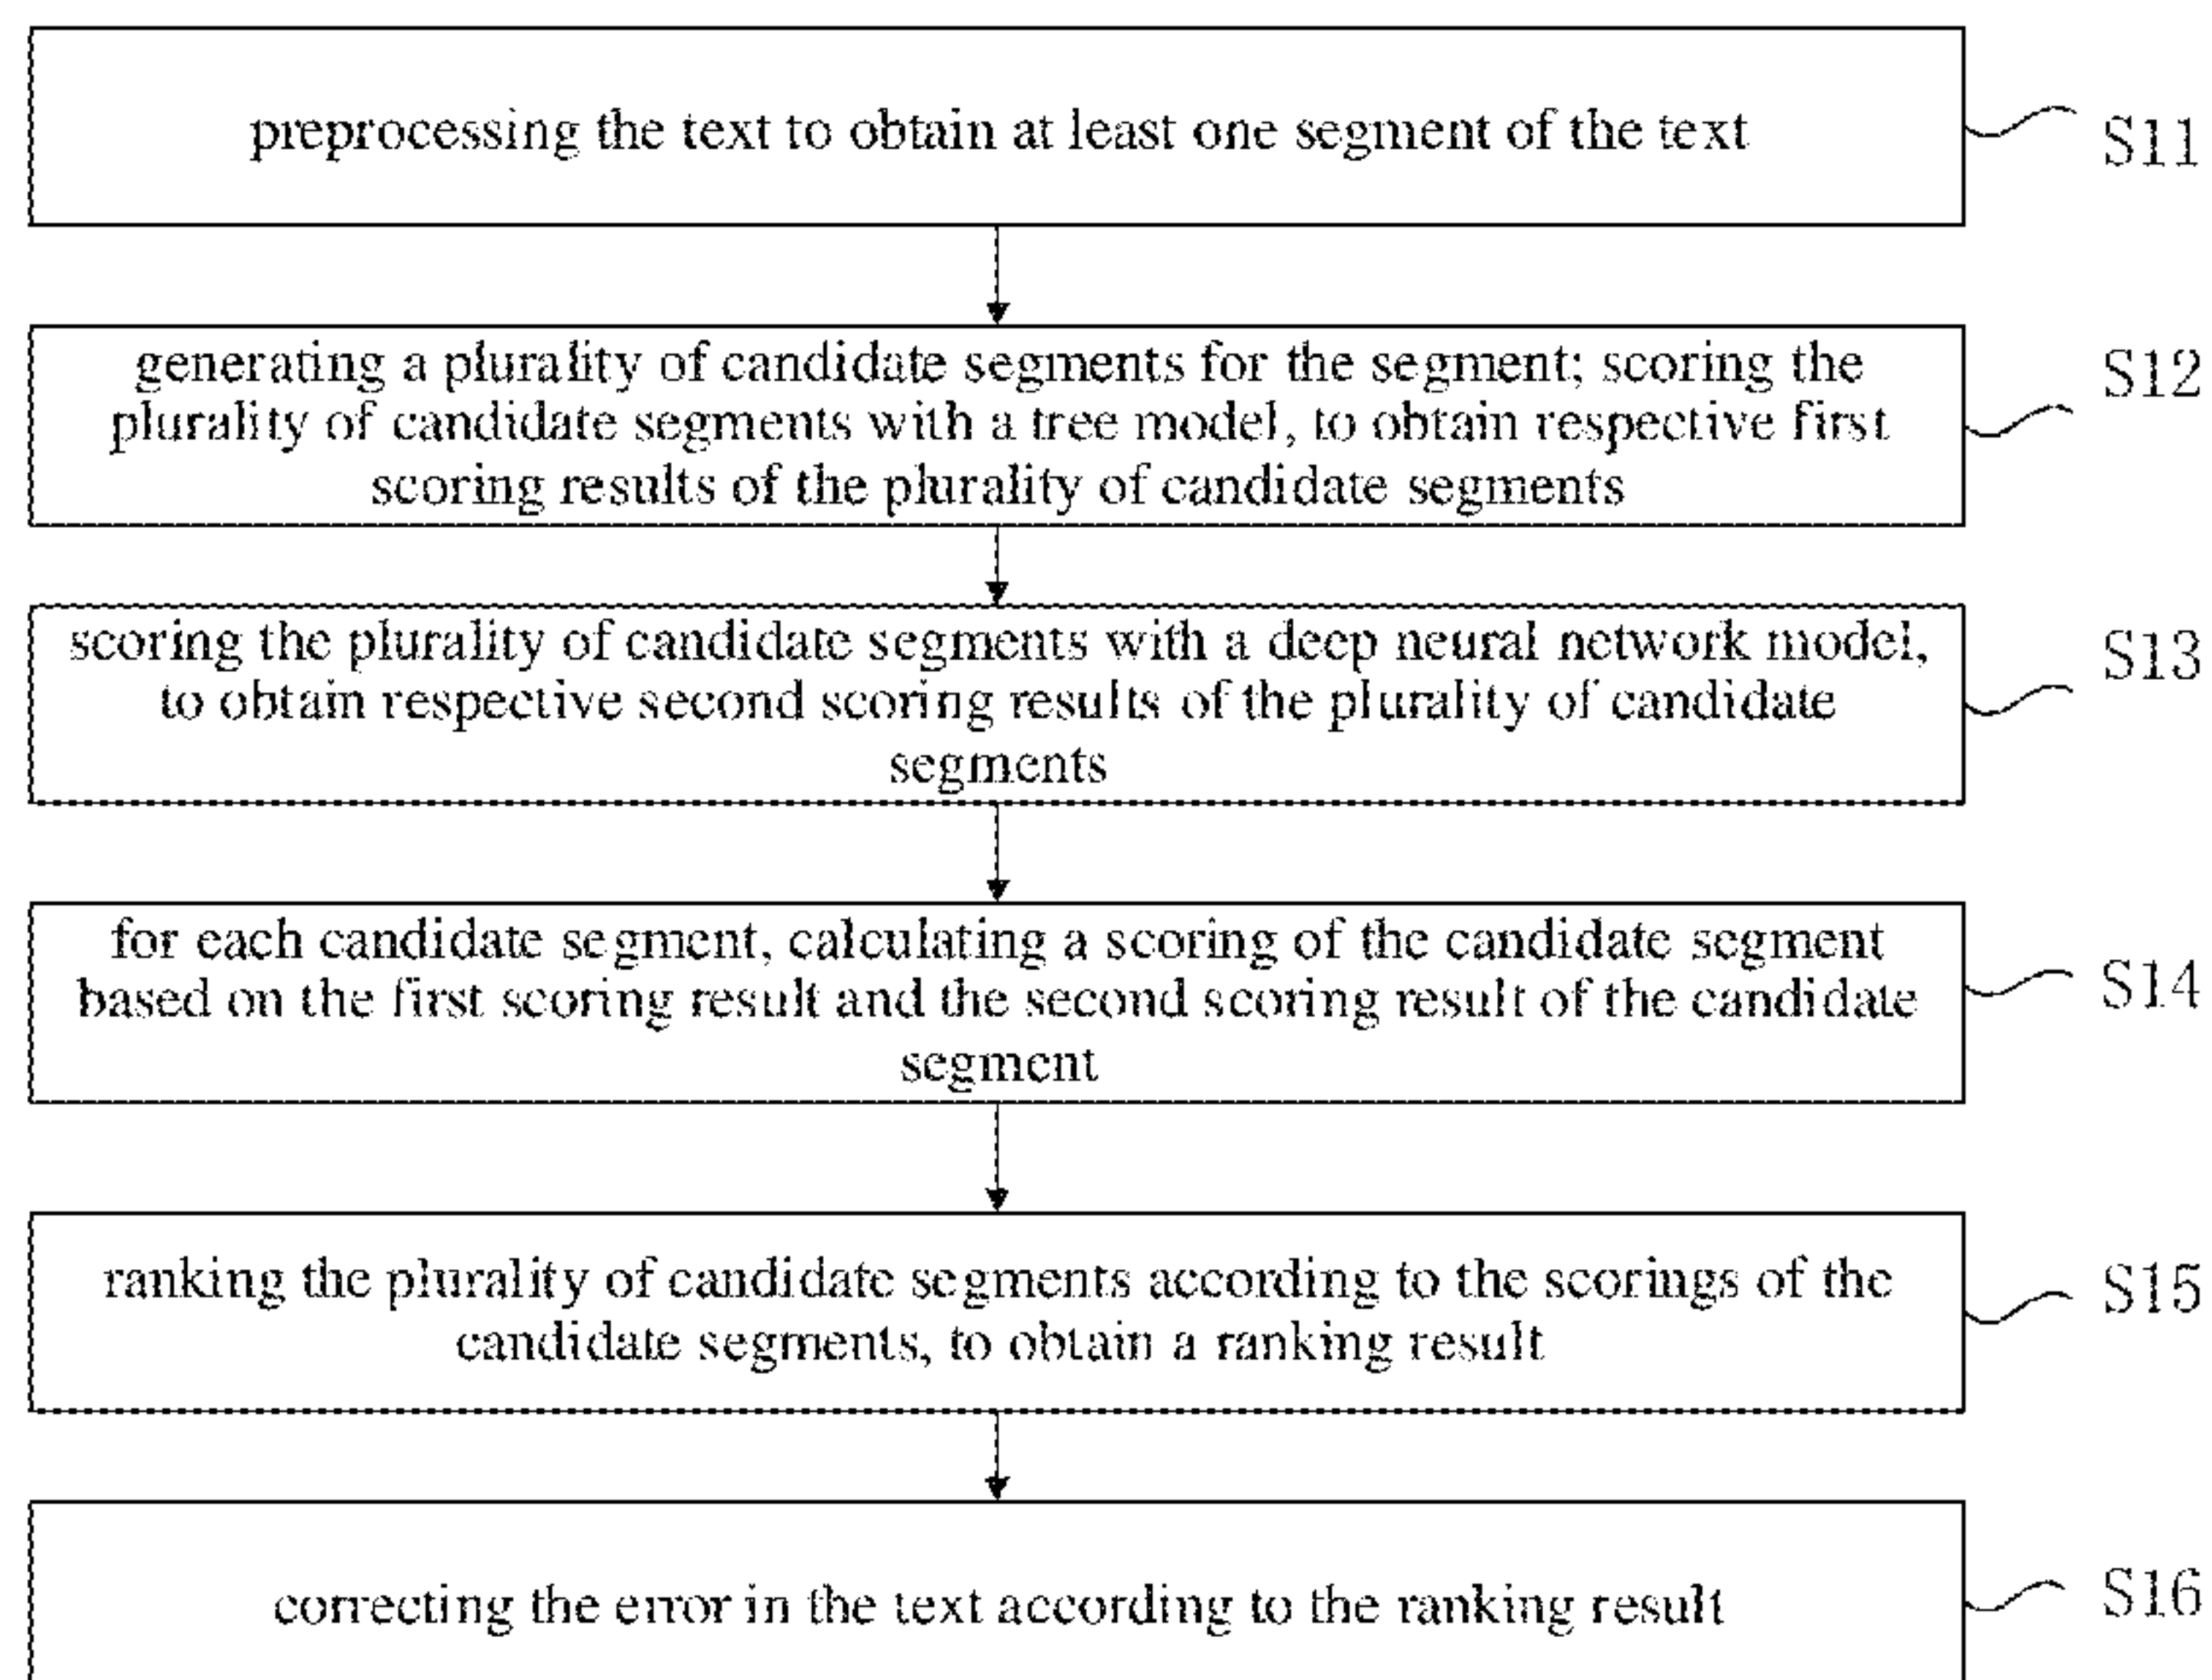 preprocessing the text to obtain at least one segment of the text
S11
generating a plurality of candidate segments for the segment; scoring the
plurality of candidate segments with a tree model, to obtain respective first
scoring results of the plurality of candidate segments
S12
scoring the plurality of candidate segments with a deep neural network model,
to obtain respective second scoring results of the plurality of candidate
segments
S13
for each candidate segment, calculating a scoring of the candidate segment
based on the first scoring result and the second scoring result of the candidate
segment
S14
ranking the plurality of candidate segments according to the scorings of the
candidate segments, to obtain a ranking result
S15
correcting the error in the text according to the ranking result
S16